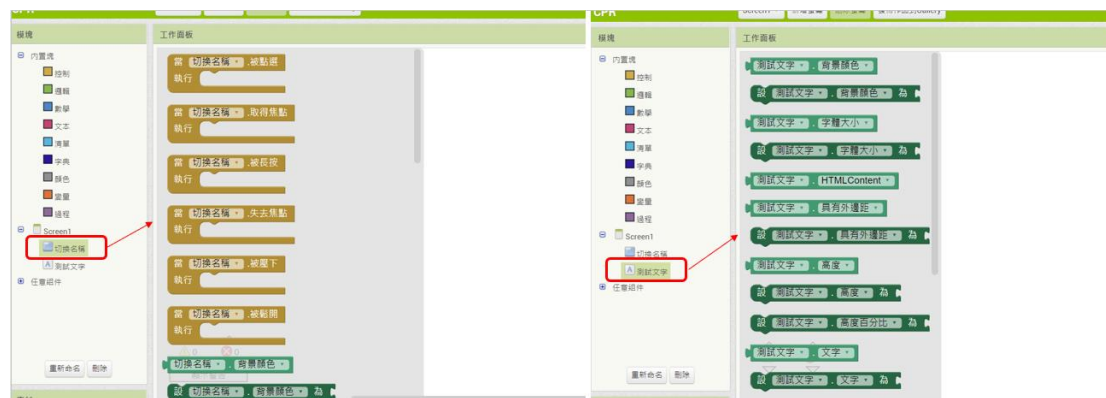 CPR
模塊
工作面板
內置塊
控制
邏輯
數學
文本
清單
字典
顏色
變量
過程
Screen1
切換名稱
測試文字
任意組件
重新命名 刪除
當 切換名稱 .被點選
執行
當 切換名稱 .取得焦點
執行
當 切換名稱 .被長按
執行
當 切換名稱 .失去焦點
執行
當 切換名稱 .被壓下
執行
當 切換名稱 .被鬆開
執行
0 0
切換名稱 . 背景顏色
設 切換名稱 . 背景顏色 為
CPR
Screen1
模塊
工作面板
內置塊
控制
邏輯
數學
文本
清單
字典
顏色
變量
過程
Screen1
切換名稱
測試文字
任意組件
重新命名 刪除
測試文字 . 背景顏色
設 測試文字 . 背景顏色 為
測試文字 . 字體大小
設 測試文字 . 字體大小 為
測試文字 . HTMLContent
測試文字 . 具有外邊距
設 測試文字 . 具有外邊距 為
測試文字 . 高度
設 測試文字 . 高度 為
設 測試文字 . 高度百分比 為
測試文字 . 文字
設 測試文字 . 文字 為